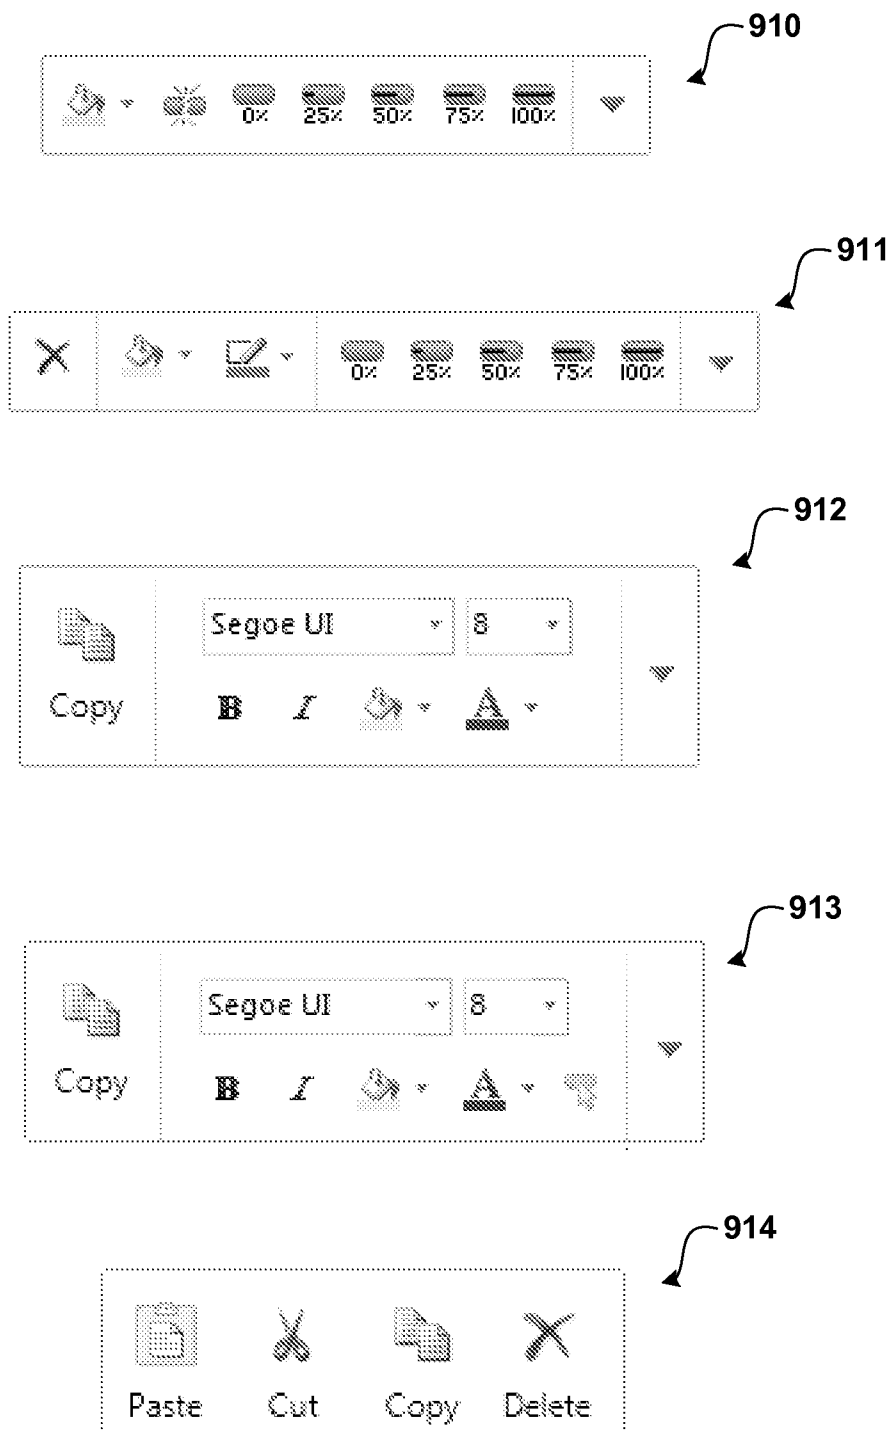 910
0% 25% 50% 75% 100%
911
0% 25% 50% 75% 100%
912
Segoe UI 8
Copy B I A
913
Segoe UI 8
Copy B I A
914
Paste Cut Copy Delete